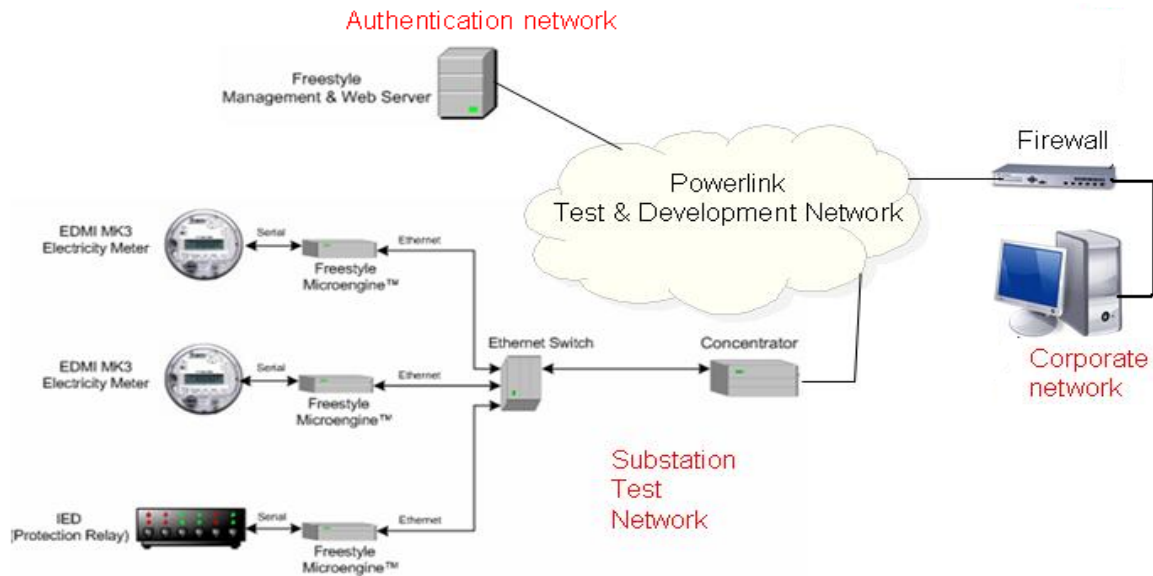 Authentication network
Freestyle
Management & Web Server
Firewall
Powerlink
Test & Development Network
EDMI MK3
Electricity Meter
Serial
Ethernet
Freestyle
Microengine™
Ethernet Switch
Concentrator
EDMI MK3
Electricity Meter
Serial
Ethernet
Freestyle
Microengine™
Corporate
network
Substation
Test
Network
IED
(Protection Relay)
Serial
Ethernet
Freestyle
Microengine™